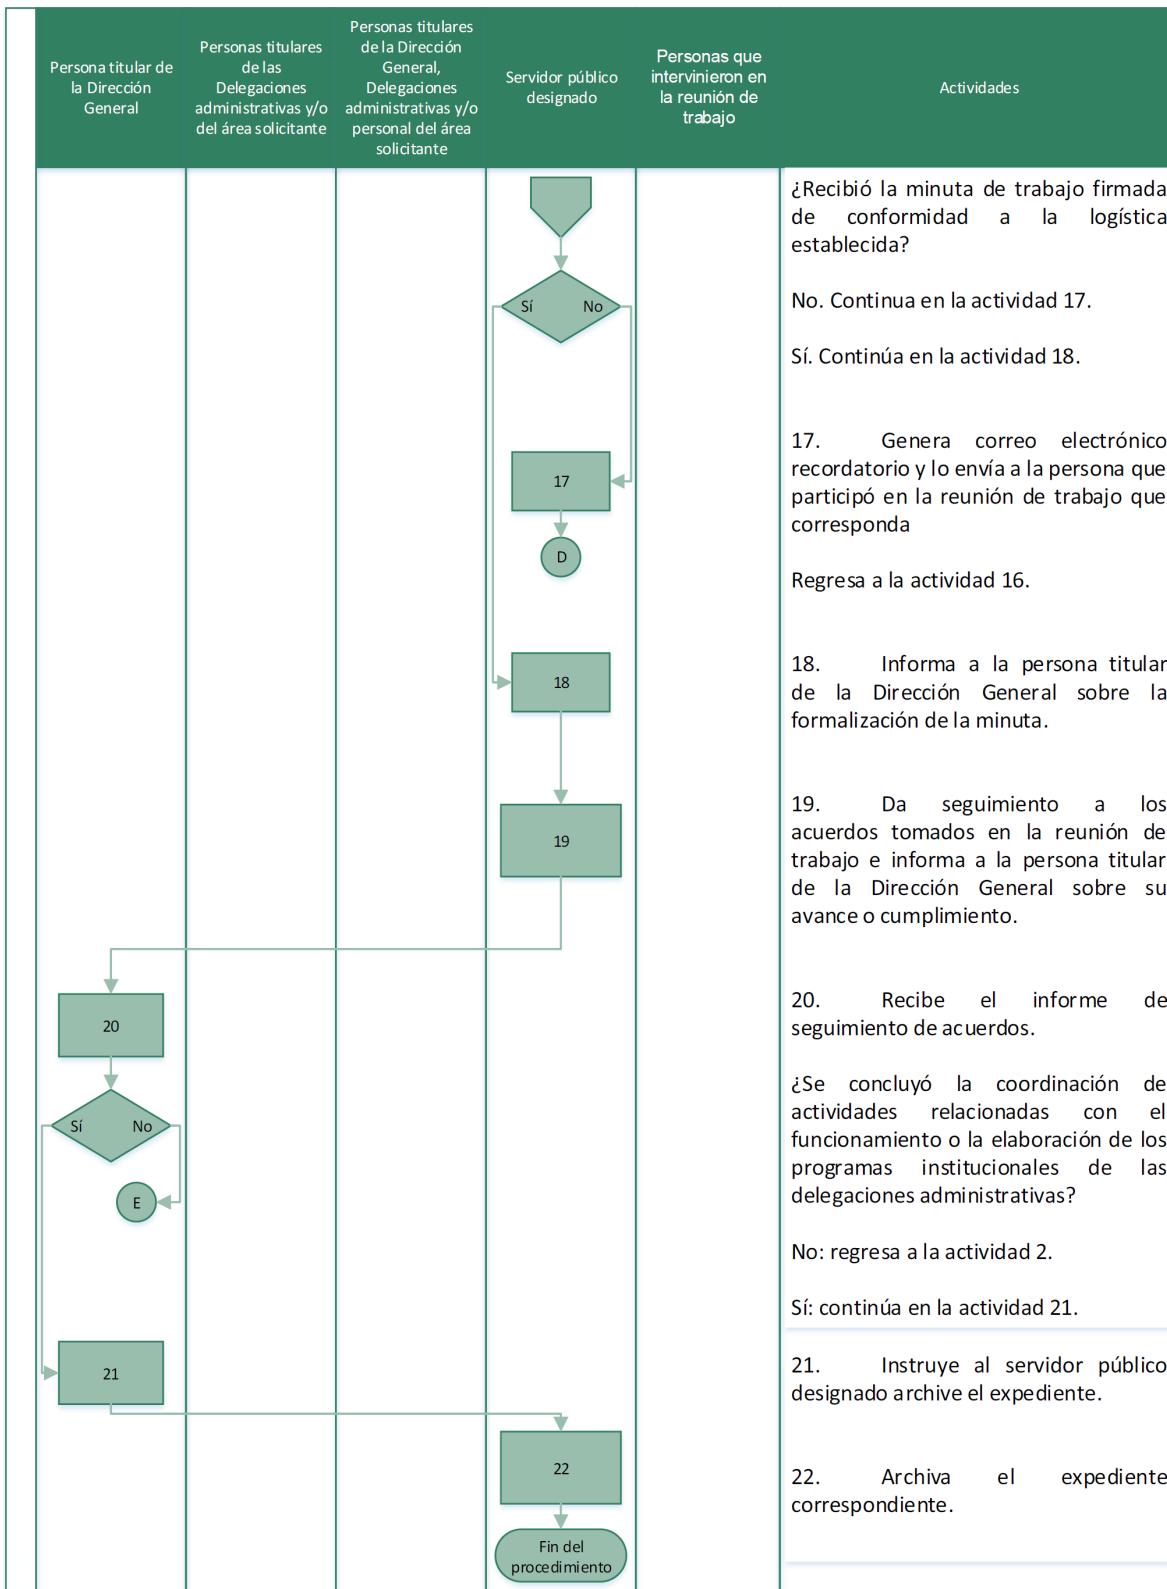 Persona titular de
la Dirección
General
Personas titulares
de las
Delegaciones
administrativas y/o
del área solicitante
Personas titulares
de la Dirección
General,
Delegaciones
administrativas y/o
personal del área
solicitante
Servidor público
designado
Personas que
intervinieron en
la reunión de
trabajo
Actividades
¿Recibió la minuta de trabajo firmada
de conformidad a la logística
establecida?
Sí No
No. Continua en la actividad 17.
Sí. Continúa en la actividad 18.
17
17. Genera correo electrónico
recordatorio y lo envía a la persona que
participó en la reunión de trabajo que
corresponda
D
Regresa a la actividad 16.
18
18. Informa a la persona titular
de la Dirección General sobre la
formalización de la minuta.
19
19. Da seguimiento a los
acuerdos tomados en la reunión de
trabajo e informa a la persona titular
de la Dirección General sobre su
avance o cumplimiento.
20
20. Recibe el informe de
seguimiento de acuerdos.
Sí No
¿Se concluyó la coordinación de
actividades relacionadas con el
funcionamiento o la elaboración de los
programas institucionales de las
delegaciones administrativas?
E
No: regresa a la actividad 2.
Sí: continúa en la actividad 21.
21
21. Instruye al servidor público
designado archive el expediente.
22
22. Archiva el expediente
correspondiente.
Fin del
procedimiento